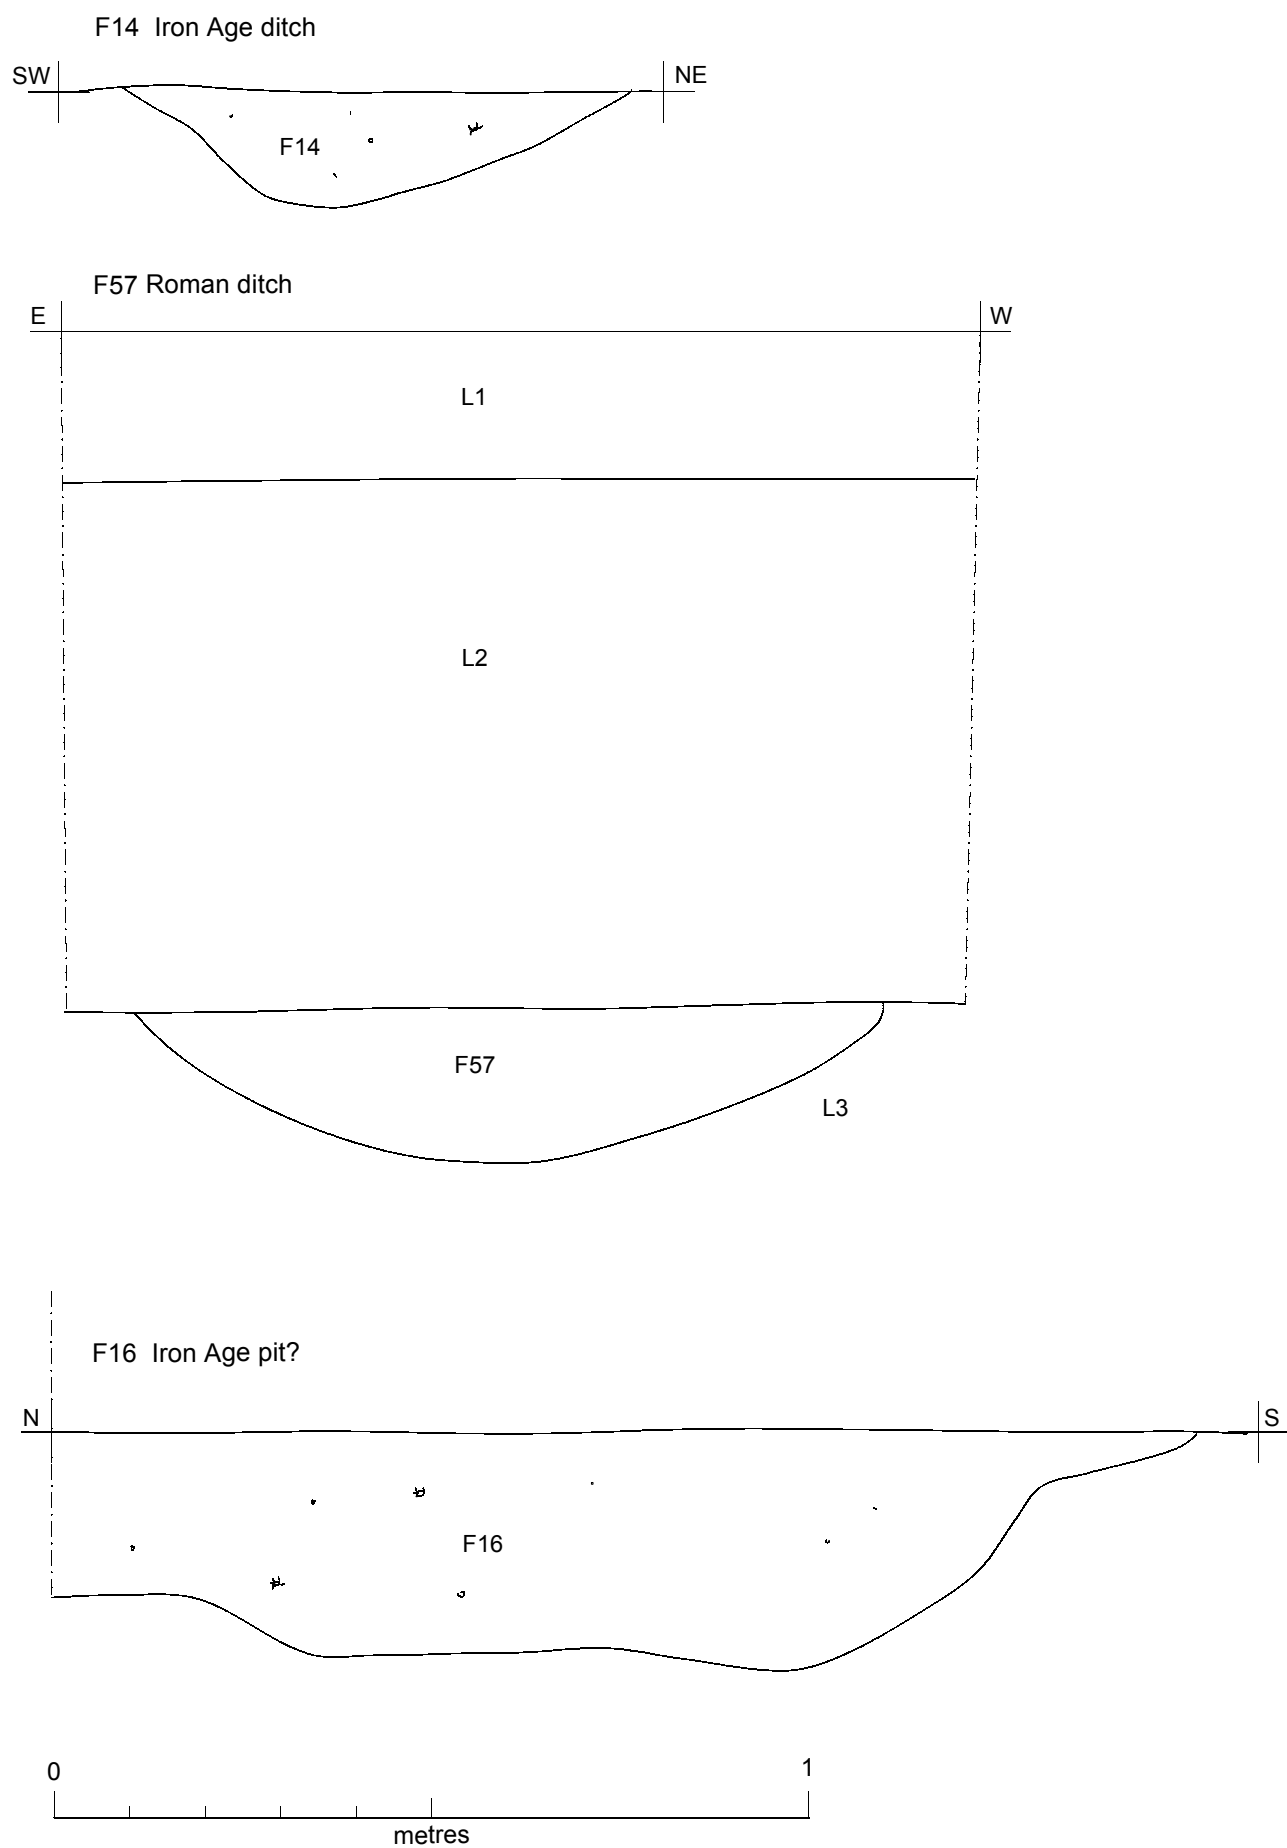 F14 Iron Age ditch
SW NE
F14
F57 Roman ditch
E W
L1
L2
F57
L3
F16 Iron Age pit?
N S
F16
0 1
metres